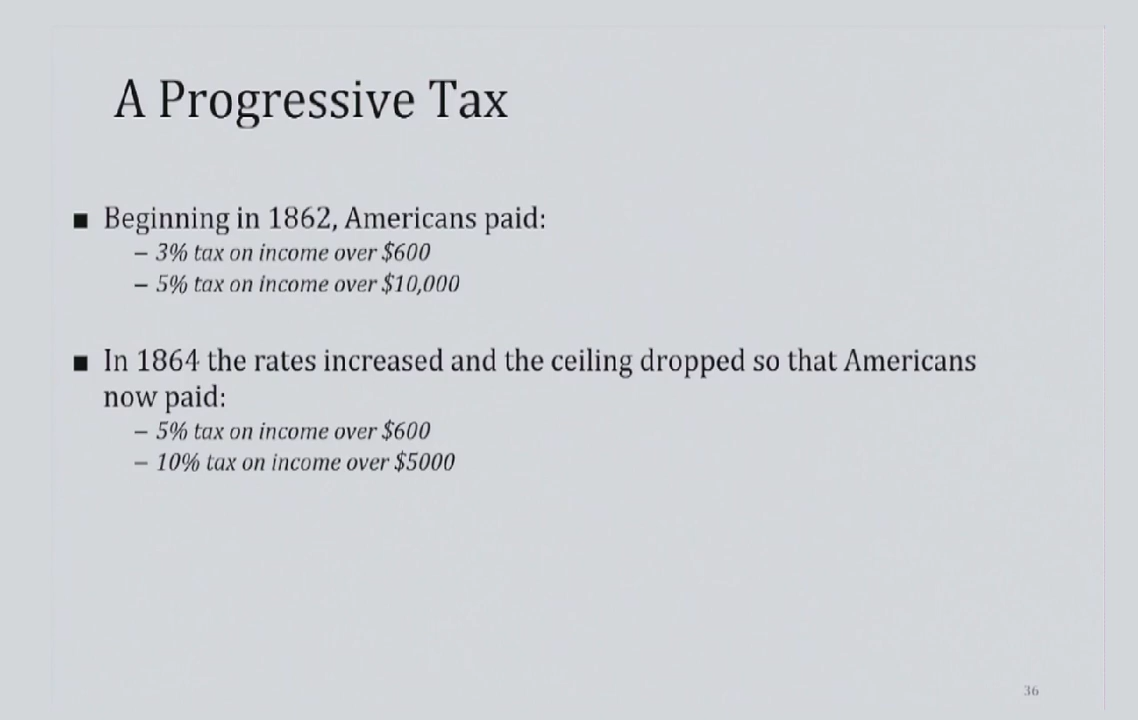 A Progressive Tax
■ Beginning in 1862, Americans paid:
– 3% tax on income over $600
– 5% tax on income over $10,000
■ In 1864 the rates increased and the ceiling dropped so that Americans
now paid:
– 5% tax on income over $600
– 10% tax on income over $5000
36